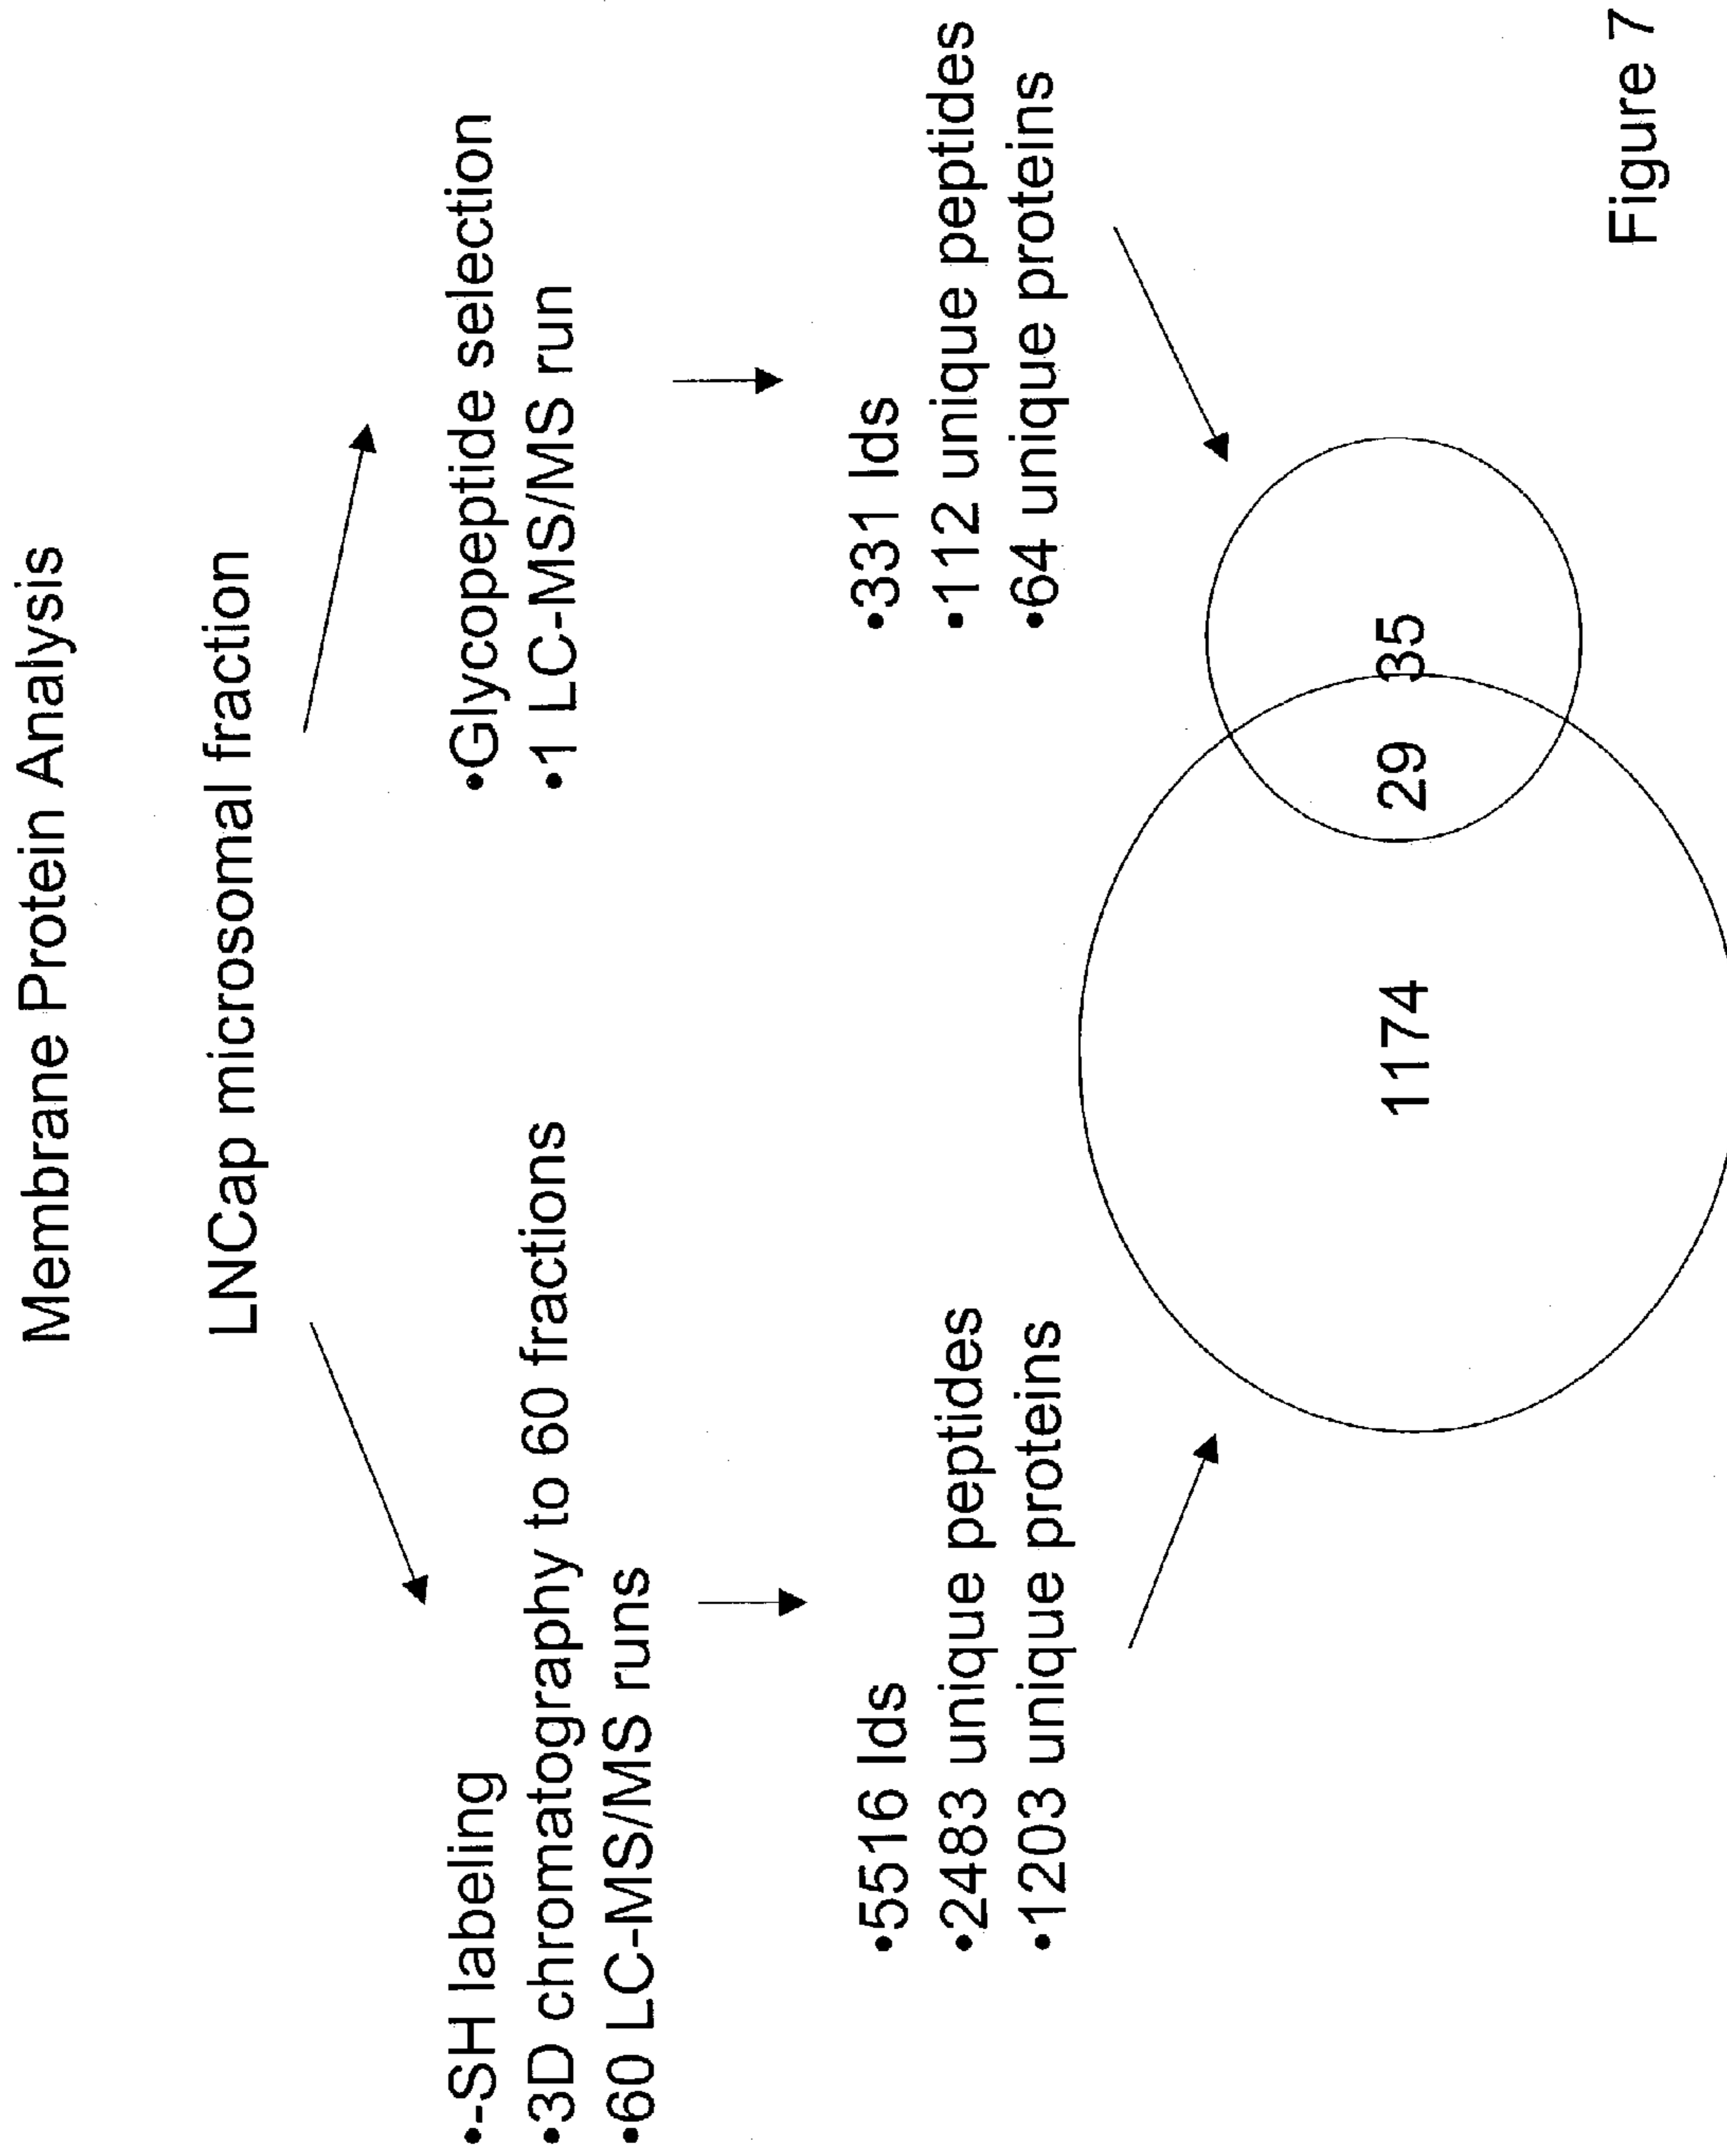 Membrane Protein Analysis
LNCap microsomal fraction
•-SH labeling
•3D chromatography to 60 fractions
•60 LC-MS/MS runs
•Glycopeptide selection
•1 LC-MS/MS run
•5516 Ids
•2483 unique peptides
•1203 unique proteins
•331 Ids
•112 unique peptides
•64 unique proteins
1174
29
35
Figure 7